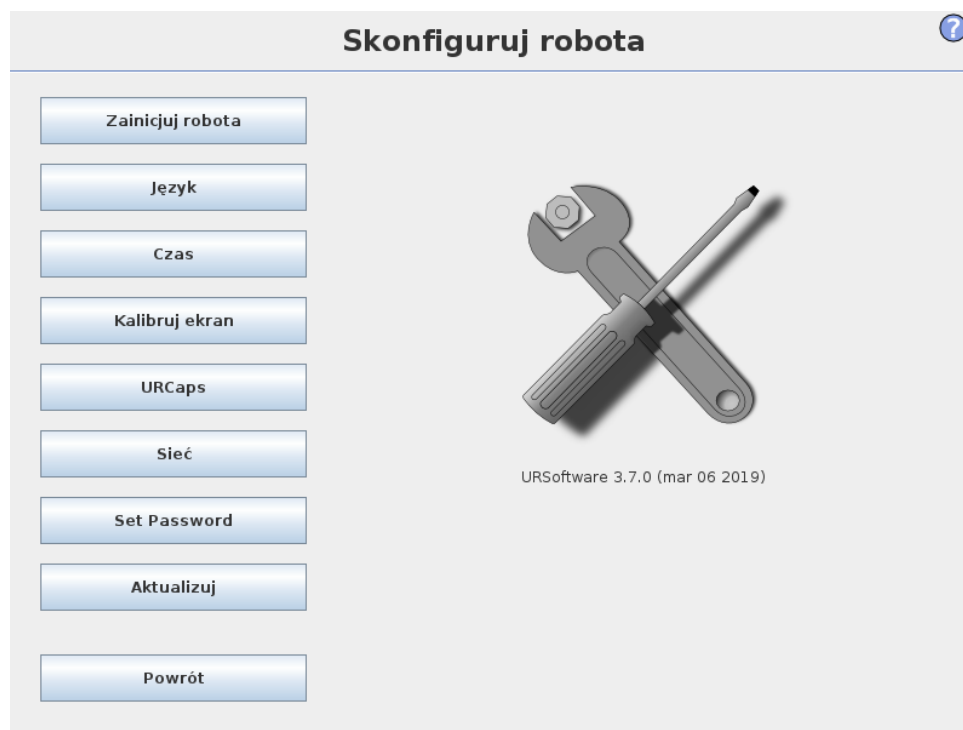 Skonfiguruj robota
?
Zainicjuj robota
Język
Czas
Kalibruj ekran
URCaps
Sieć
Set Password
Aktualizuj
Powrót
URSoftware 3.7.0 (mar 06 2019)